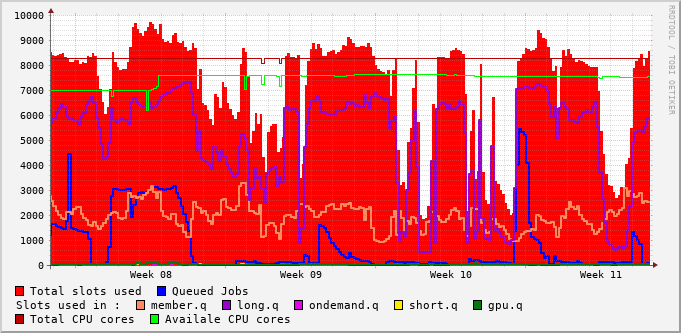 10000
9000
8000
7000
6000
5000
4000
3000
2000
1000
0
Week 08 Week 09 Week 10 Week 11
RRDTOOL / TOBI OETIKER
Total slots used Queued Jobs
Slots used in : member.q long.q ondemand.q short.q gpu.q
Total CPU cores Availale CPU cores